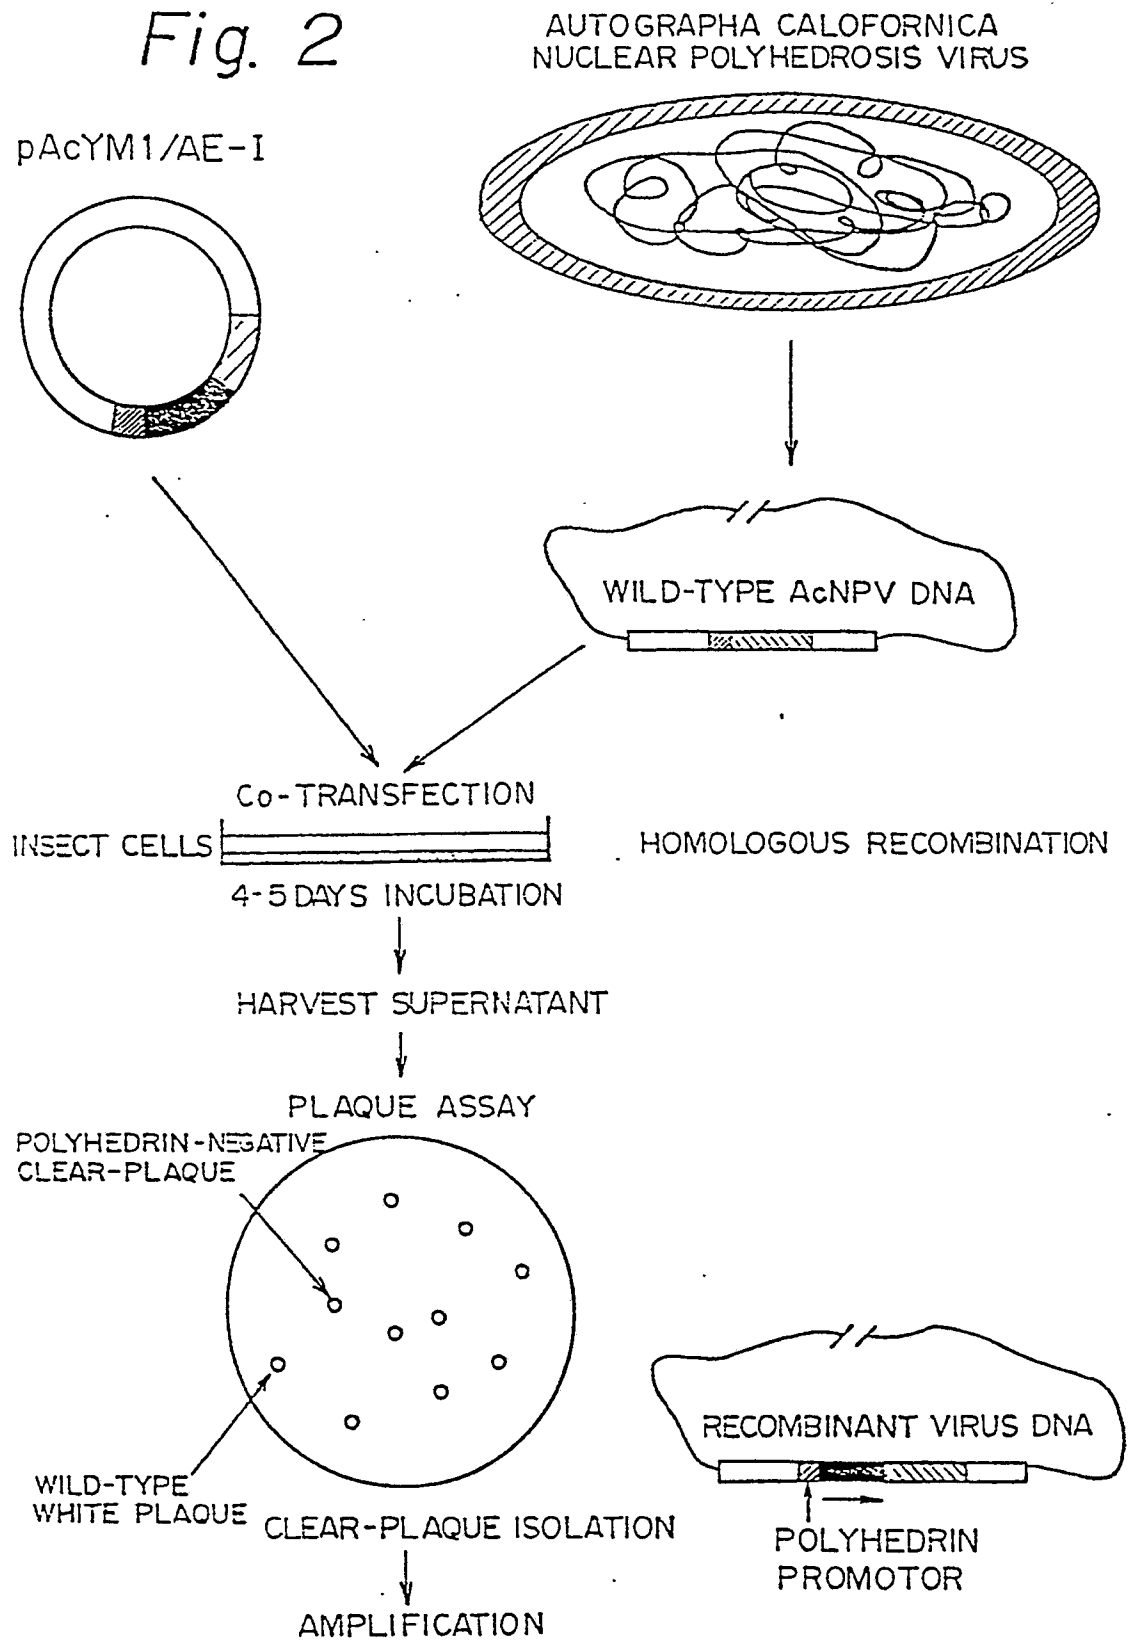 Fig. 2
AUTOGRAPHA CALOFORNICA
NUCLEAR POLYHEDROSIS VIRUS
pAcYM1/AE-I
WILD-TYPE AcNPV DNA
Co-TRANSFECTION
INSECT CELLS
HOMOLOGOUS RECOMBINATION
4-5 DAYS INCUBATION
HARVEST SUPERNATANT
PLAQUE ASSAY
POLYHEDRIN-NEGATIVE
CLEAR-PLAQUE
RECOMBINANT VIRUS DNA
WILD-TYPE
WHITE PLAQUE
CLEAR-PLAQUE ISOLATION
POLYHEDRIN
PROMOTOR
AMPLIFICATION